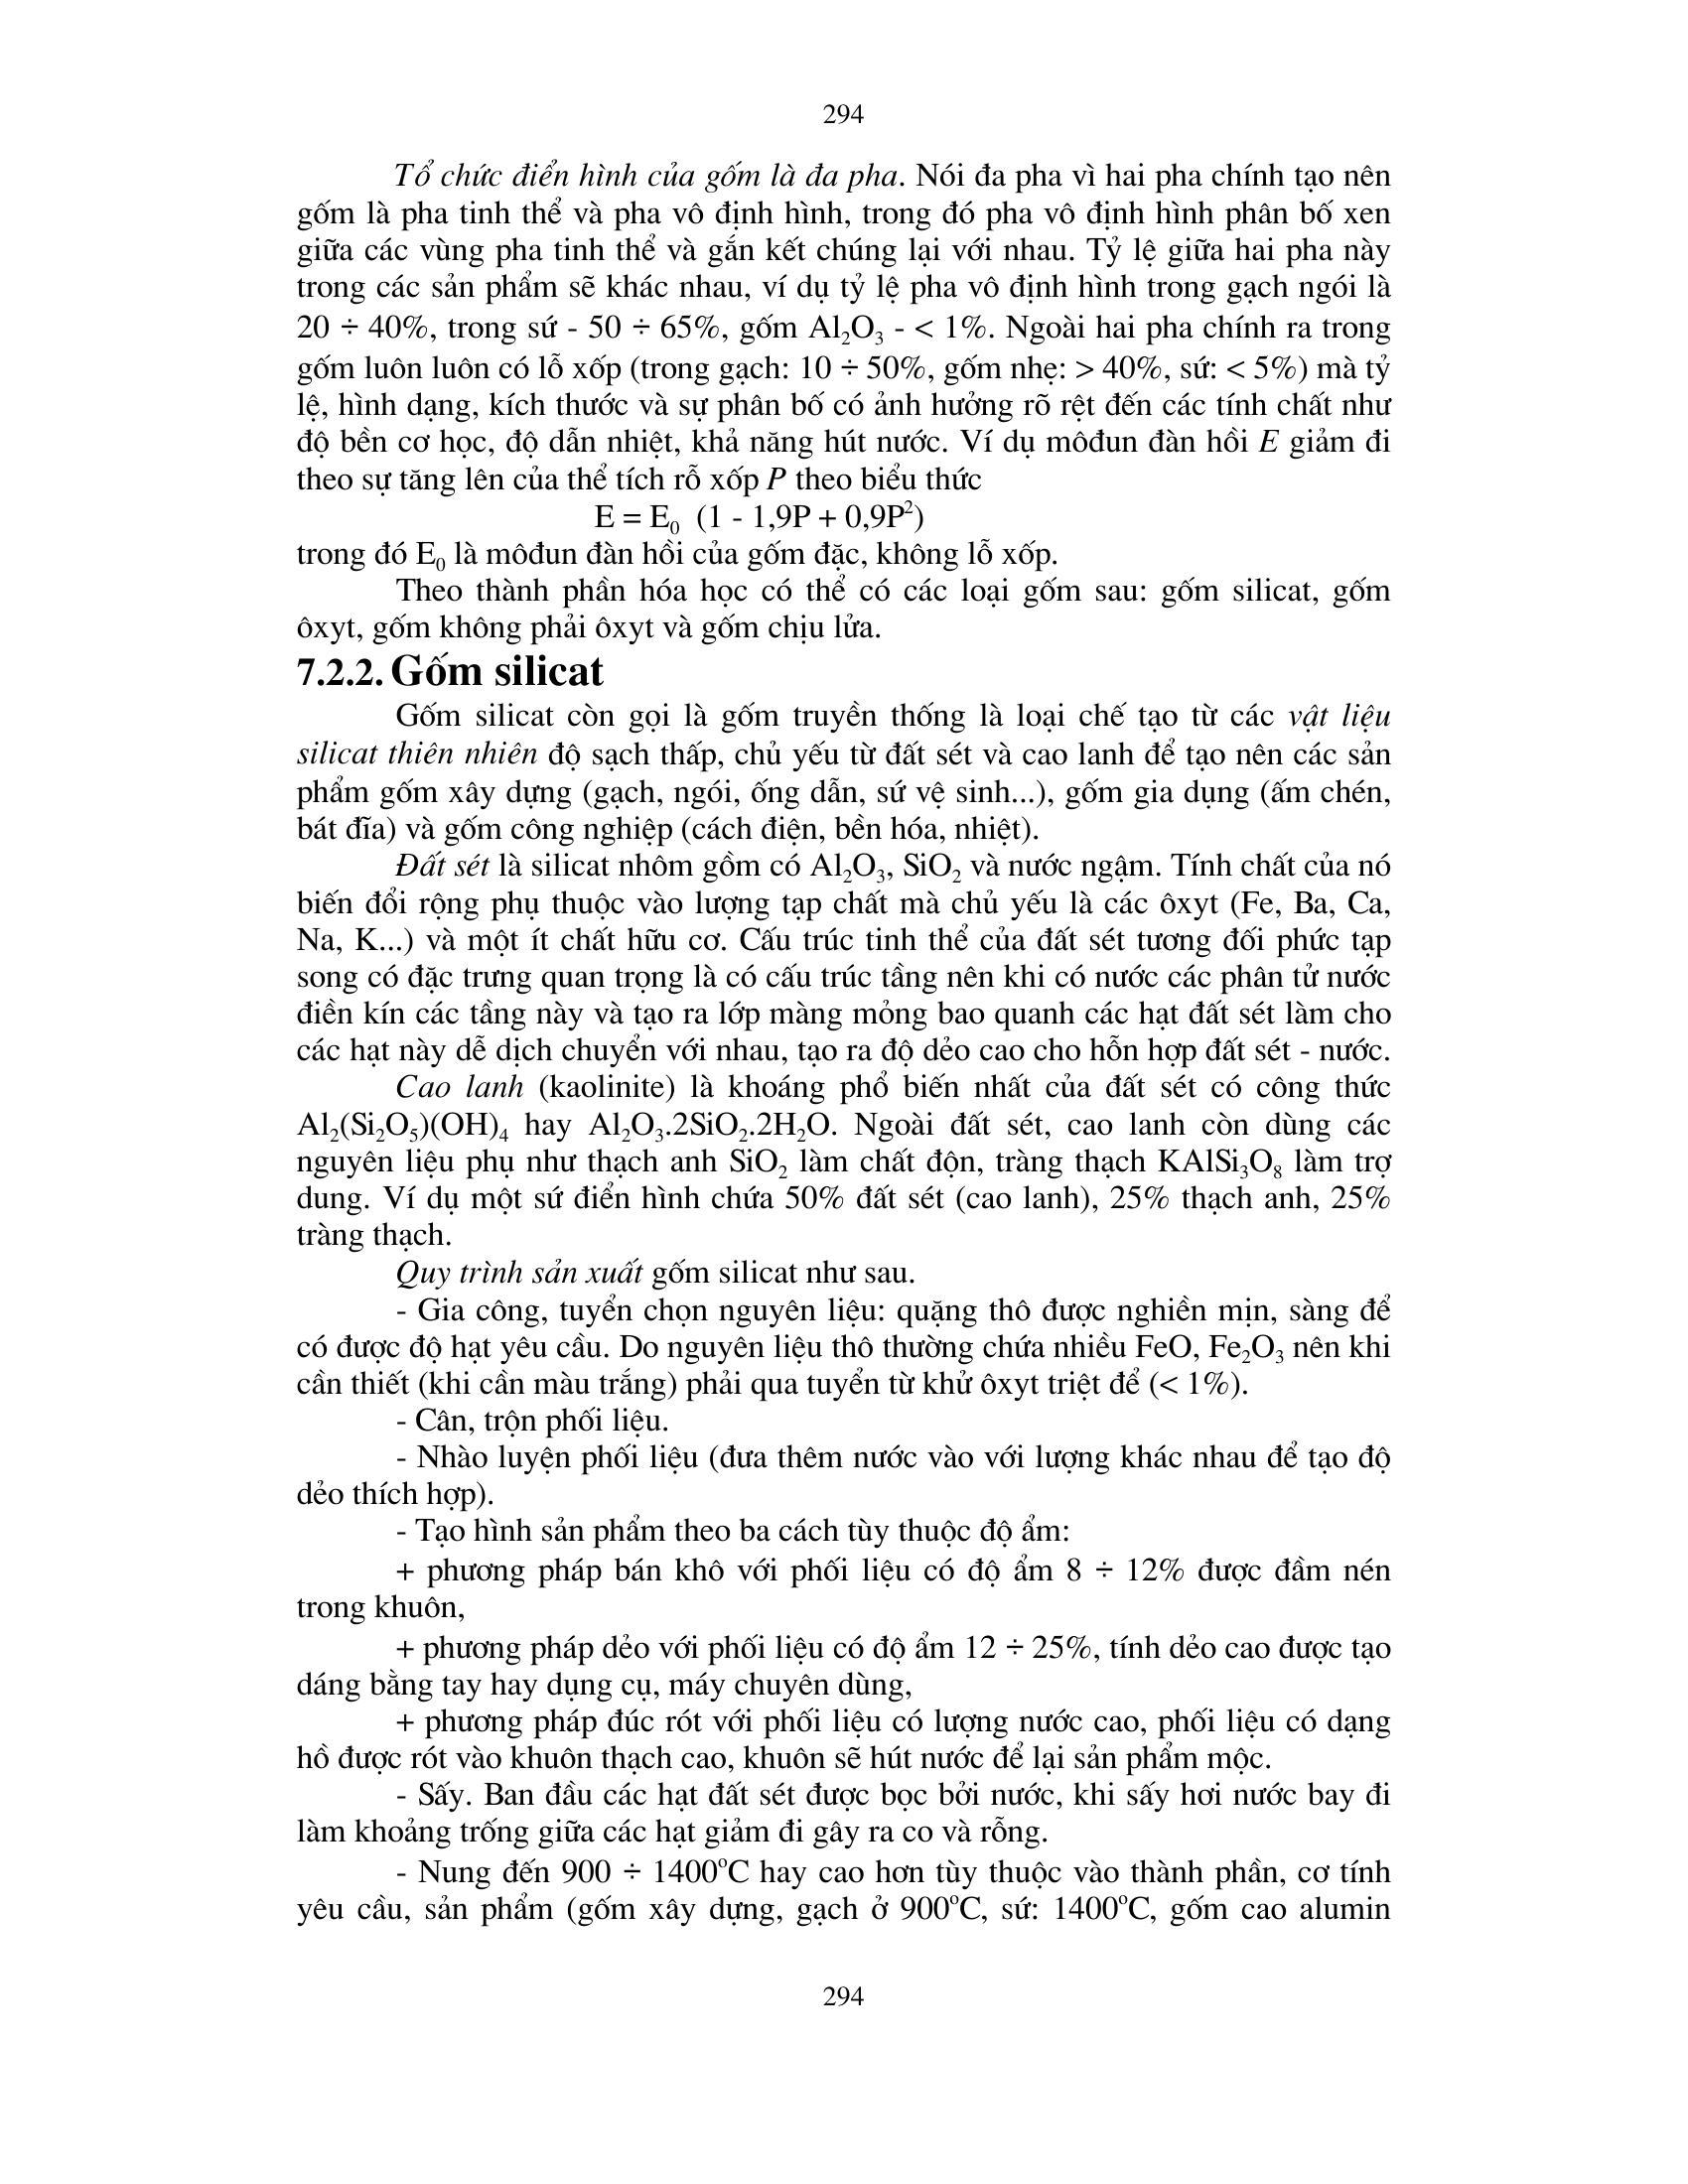 294
Tổ chức điển hình của gốm là đa pha. Nói đa pha vì hai pha chính tạo nên
gốm là pha tinh thể và pha vô định hình, trong đó pha vô định hình phân bố xen
giữa các vùng pha tinh thể và gắn kết chúng lại với nhau. Tỷ lệ giữa hai pha này
trong các sản phẩm sẽ khác nhau, ví dụ tỷ lệ pha vô định hình trong gạch ngói là
20 ÷ 40%, trong sứ - 50 ÷ 65%, gốm Al₂O₃ - < 1%. Ngoài hai pha chính ra trong
gốm luôn luôn có lỗ xốp (trong gạch: 10 ÷ 50%, gốm nhẹ: > 40%, sứ: < 5%) mà tỷ
lệ, hình dạng, kích thước và sự phân bố có ảnh hưởng rõ rệt đến các tính chất như
độ bền cơ học, độ dẫn nhiệt, khả năng hút nước. Ví dụ môđun đàn hồi E giảm đi
theo sự tăng lên của thể tích rỗ xốp P theo biểu thức
E = E₀ (1 - 1,9P + 0,9P²)
trong đó E₀ là môđun đàn hồi của gốm đặc, không lỗ xốp.
Theo thành phần hóa học có thể có các loại gốm sau: gốm silicat, gốm
ôxyt, gốm không phải ôxyt và gốm chịu lửa.
7.2.2. Gốm silicat
Gốm silicat còn gọi là gốm truyền thống là loại chế tạo từ các vật liệu
silicat thiên nhiên độ sạch thấp, chủ yếu từ đất sét và cao lanh để tạo nên các sản
phẩm gốm xây dựng (gạch, ngói, ống dẫn, sứ vệ sinh...), gốm gia dụng (ấm chén,
bát đĩa) và gốm công nghiệp (cách điện, bền hóa, nhiệt).
Đất sét là silicat nhôm gồm có Al₂O₃, SiO₂ và nước ngậm. Tính chất của nó
biến đổi rộng phụ thuộc vào lượng tạp chất mà chủ yếu là các ôxyt (Fe, Ba, Ca,
Na, K...) và một ít chất hữu cơ. Cấu trúc tinh thể của đất sét tương đối phức tạp
song có đặc trưng quan trọng là có cấu trúc tầng nên khi có nước các phân tử nước
điền kín các tầng này và tạo ra lớp màng mỏng bao quanh các hạt đất sét làm cho
các hạt này dễ dịch chuyển với nhau, tạo ra độ dẻo cao cho hỗn hợp đất sét - nước.
Cao lanh (kaolinite) là khoáng phổ biến nhất của đất sét có công thức
Al₂(Si₂O₅)(OH)₄ hay Al₂O₃.2SiO₂.2H₂O. Ngoài đất sét, cao lanh còn dùng các
nguyên liệu phụ như thạch anh SiO₂ làm chất độn, tràng thạch KAlSi₃O₈ làm trợ
dung. Ví dụ một sứ điển hình chứa 50% đất sét (cao lanh), 25% thạch anh, 25%
tràng thạch.
Quy trình sản xuất gốm silicat như sau.
- Gia công, tuyển chọn nguyên liệu: quặng thô được nghiền mịn, sàng để
có được độ hạt yêu cầu. Do nguyên liệu thô thường chứa nhiều FeO, Fe₂O₃ nên khi
cần thiết (khi cần màu trắng) phải qua tuyển từ khử ôxyt triệt để (< 1%).
- Cân, trộn phối liệu.
- Nhào luyện phối liệu (đưa thêm nước vào với lượng khác nhau để tạo độ
dẻo thích hợp).
- Tạo hình sản phẩm theo ba cách tùy thuộc độ ẩm:
+ phương pháp bán khô với phối liệu có độ ẩm 8 ÷ 12% được đầm nén
trong khuôn,
+ phương pháp dẻo với phối liệu có độ ẩm 12 ÷ 25%, tính dẻo cao được tạo
dáng bằng tay hay dụng cụ, máy chuyên dùng,
+ phương pháp đúc rót với phối liệu có lượng nước cao, phối liệu có dạng
hồ được rót vào khuôn thạch cao, khuôn sẽ hút nước để lại sản phẩm mộc.
- Sấy. Ban đầu các hạt đất sét được bọc bởi nước, khi sấy hơi nước bay đi
làm khoảng trống giữa các hạt giảm đi gây ra co và rỗng.
- Nung đến 900 ÷ 1400ºC hay cao hơn tùy thuộc vào thành phần, cơ tính
yêu cầu, sản phẩm (gốm xây dựng, gạch ở 900ºC, sứ: 1400ºC, gốm cao alumin
294